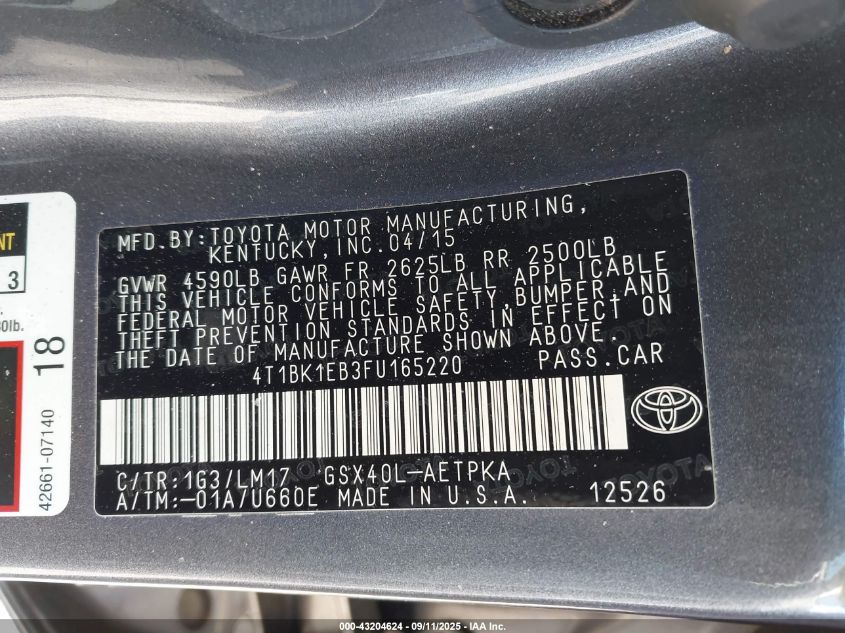 MFD.BY:TOYOTA MOTOR MANUFACTURING,
KENTUCKY, INC.04/15
GVWR 4590LB GAWR FR 2625LB RR 2500LB
THIS VEHICLE CONFORMS TO ALL APPLICABLE
FEDERAL MOTOR VEHICLE SAFETY,BUMPER,AND
THEFT PREVENTION STANDARDS IN EFFECT ON
THE DATE OF MANUFACTURE SHOWN ABOVE.
4T1BK1EB3FU165220 PASS.CAR
C/TR:1G3/LM17 GSX40L-AETPKA
A/TM:-01A/U660E MADE IN U.S.A. 12526
3
18
42661-07140
000-43204624 - 09/11/2025 - IAA Inc.